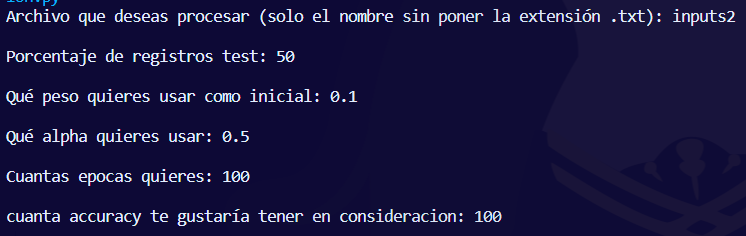 Archivo que deseas procesar (solo el nombre sin poner la extensión .txt): inputs2
Porcentaje de registros test: 50
Qué peso quieres usar como inicial: 0.1
Qué alpha quieres usar: 0.5
Cuantas epocas quieres: 100
cuanta accuracy te gustaría tener en consideracion: 100